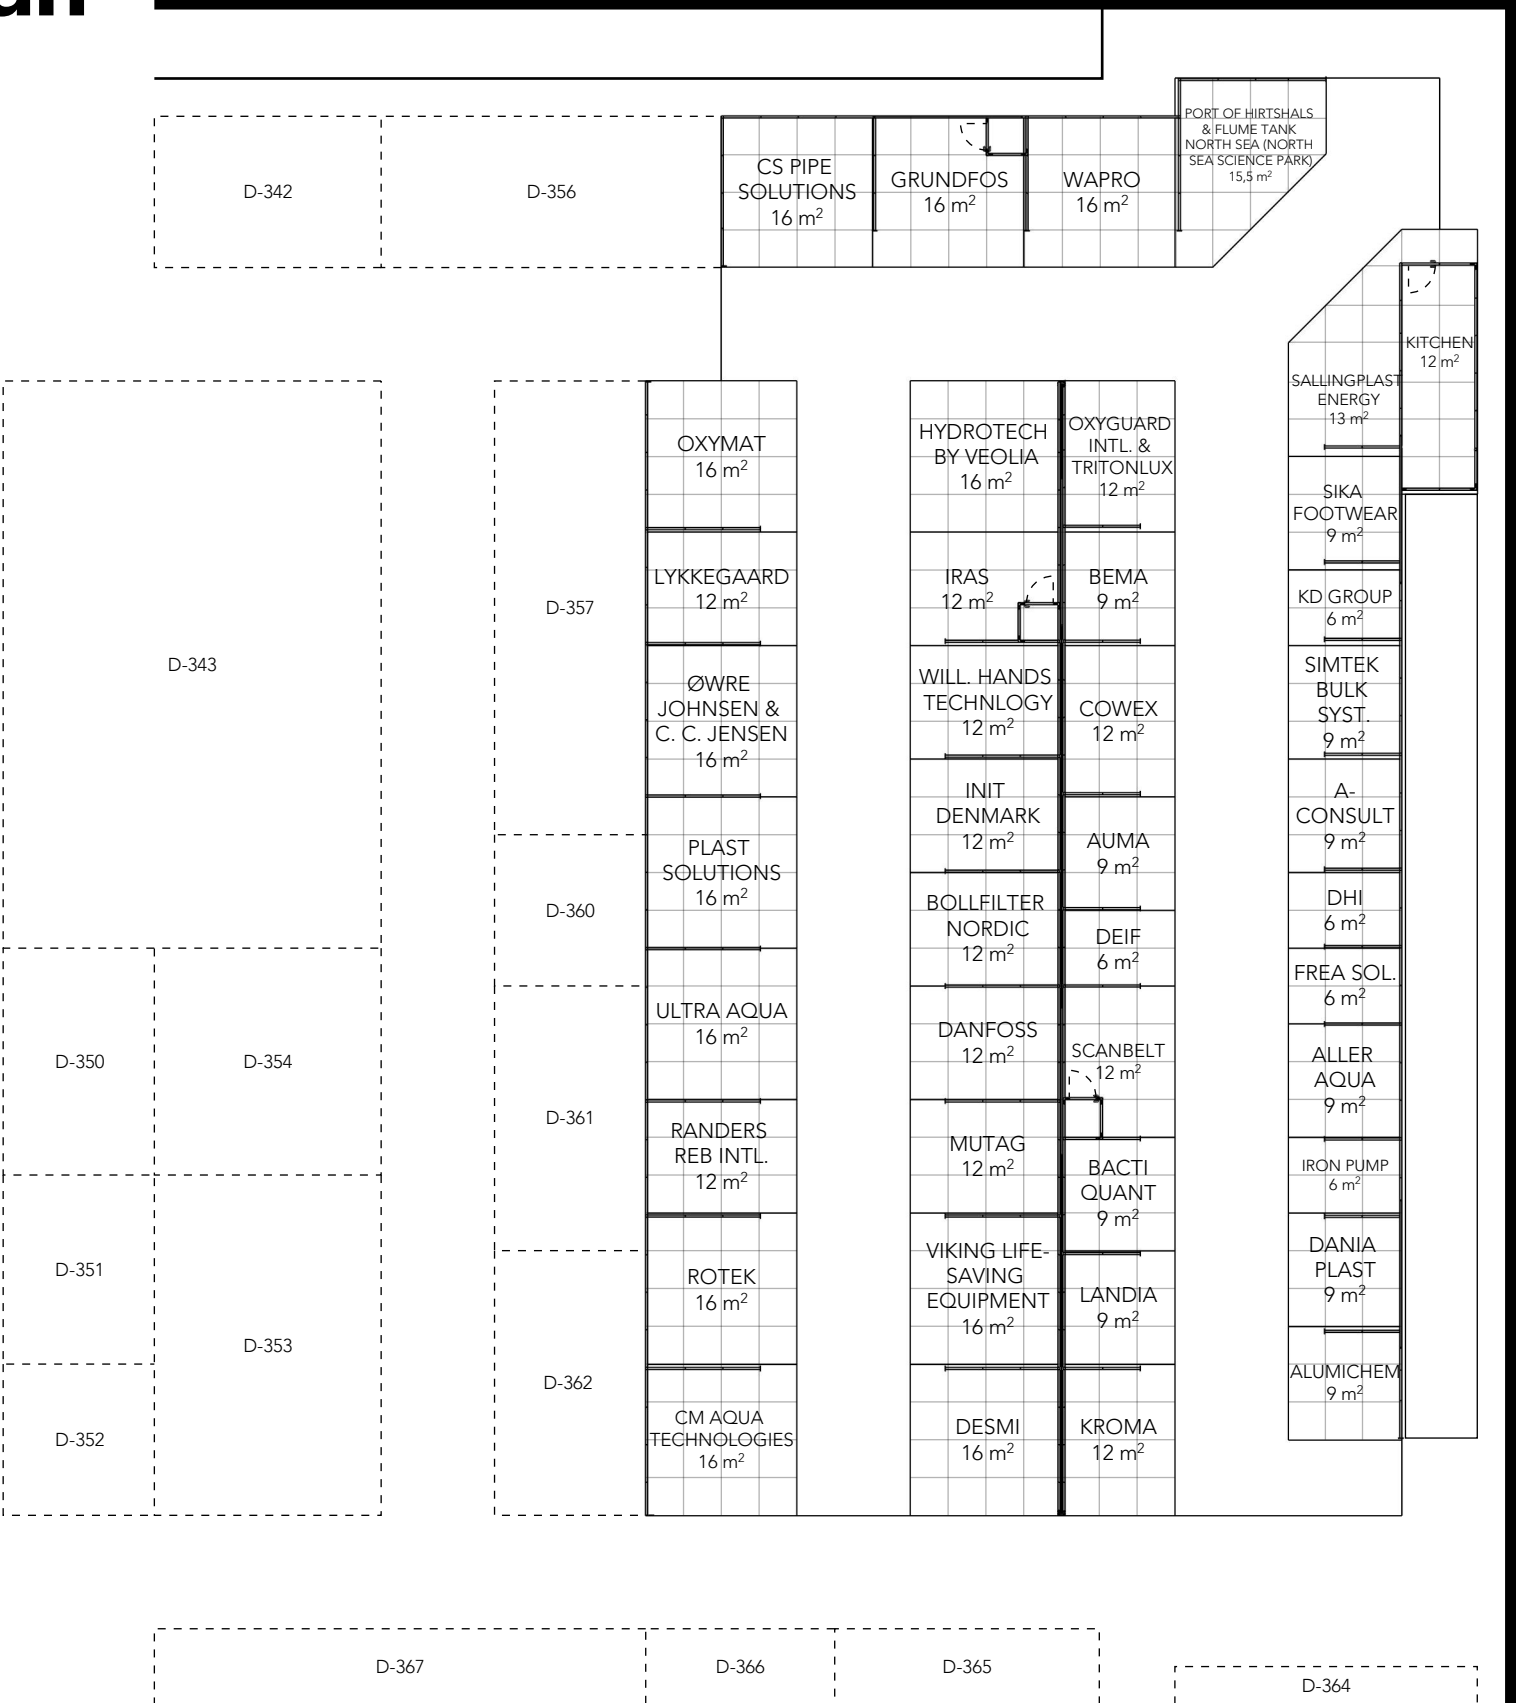 D-342
D-356
CS PIPE
SOLUTIONS
16 m²
GRUNDFOS
16 m²
WAPRO
16 m²
PORT OF HIRTSHALS
& FLUME TANK
NORTH SEA (NORTH
SEA SCIENCE PARK)
15,5 m²
KITCHEN
12 m²
SALLINGPLAST
ENERGY
13 m²
SIKA
FOOTWEAR
9 m²
KD GROUP
6 m²
SIMTEK
BULK
SYST.
9 m²
A-
CONSULT
9 m²
DHI
6 m²
FREA SOL.
6 m²
ALLER
AQUA
9 m²
IRON PUMP
6 m²
DANIA
PLAST
9 m²
ALUMICHEM
9 m²
OXYGUARD
INTL. &
TRITONLUX
12 m²
BEMA
9 m²
COWEX
12 m²
AUMA
9 m²
DEIF
6 m²
SCANBELT
12 m²
BACTI
QUANT
9 m²
LANDIA
9 m²
KROMA
12 m²
HYDROTECH
BY VEOLIA
16 m²
IRAS
12 m²
WILL. HANDS
TECHNLOGY
12 m²
INIT
DENMARK
12 m²
BOLLFILTER
NORDIC
12 m²
DANFOSS
12 m²
MUTAG
12 m²
VIKING LIFE-
SAVING
EQUIPMENT
16 m²
DESMI
16 m²
OXYMAT
16 m²
LYKKEGAARD
12 m²
ØWRE
JOHNSEN &
C. C. JENSEN
16 m²
PLAST
SOLUTIONS
16 m²
ULTRA AQUA
16 m²
RANDERS
REB INTL.
12 m²
ROTEK
16 m²
CM AQUA
TECHNOLOGIES
16 m²
D-357
D-360
D-361
D-362
D-343
D-350
D-354
D-351
D-353
D-352
D-367
D-366
D-365
D-364